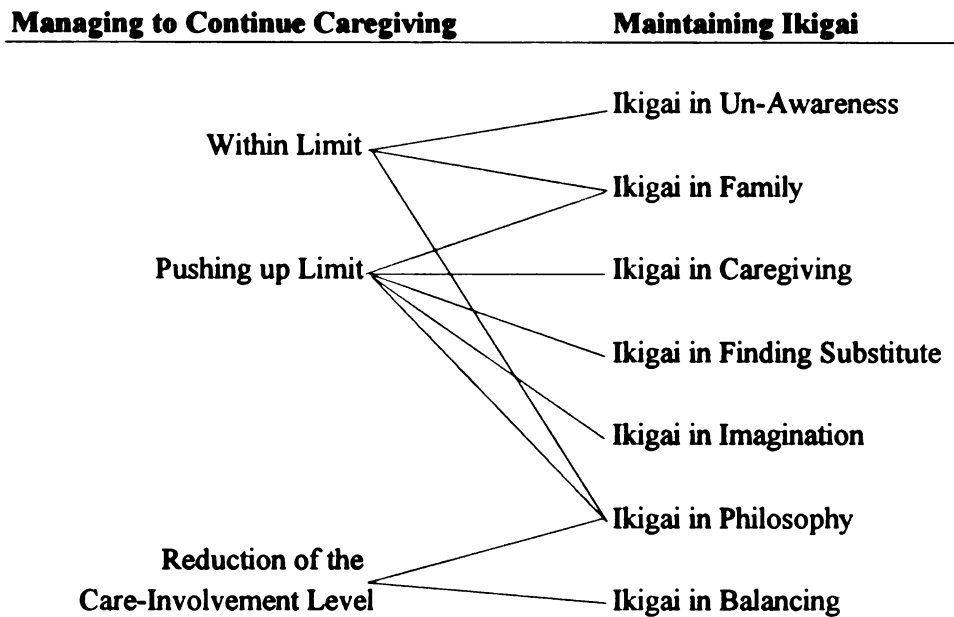 Managing to Continue Caregiving
Maintaining Ikigai
Within Limit
Pushing up Limit
Reduction of the
Care-Involvement Level
Ikigai in Un-Awareness
Ikigai in Family
Ikigai in Caregiving
Ikigai in Finding Substitute
Ikigai in Imagination
Ikigai in Philosophy
Ikigai in Balancing